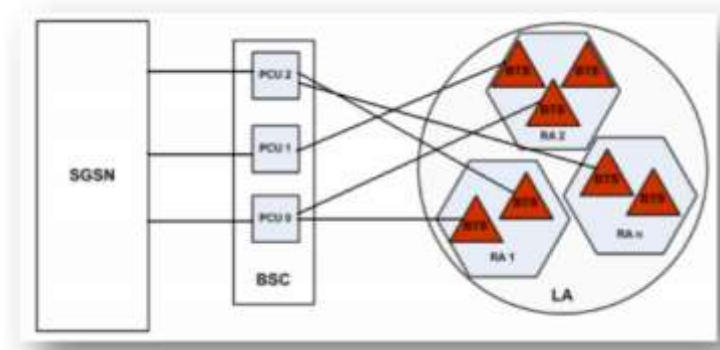 SGSN
PCU 2
PCU 1
PCU 0
BSC
BTS
BTS
BTS
RA 2
BTS
BTS
RA n
BTS
BTS
RA 1
LA